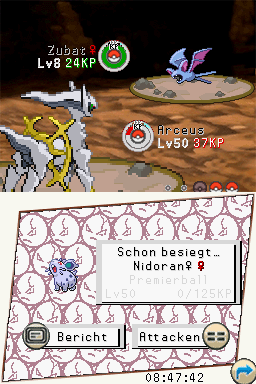 Zubat♀
Lv8 24KP
Arceus
Lv50 37KP
Schon besiegt…
Nidoran♀ ♀
Premierball
Lv50 0/125KP
Bericht
Attacken
08:47:42